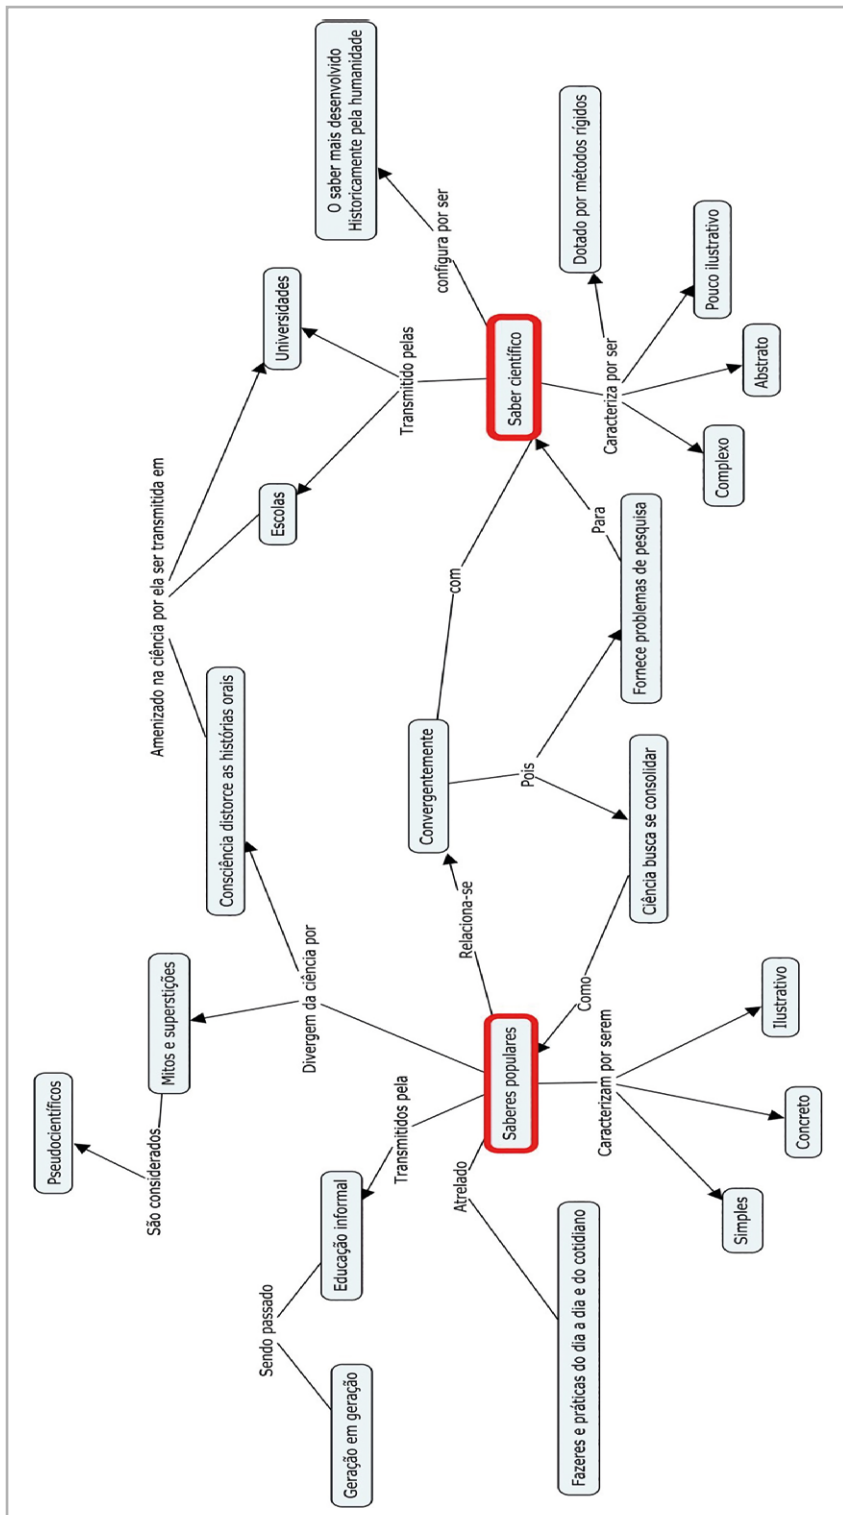 Pseudocientíficos
São considerados
Mitos e superstições
Amenizado na ciência por ela ser transmitida em
Consciência distorce as histórias orais
Divergem da ciência por
Sendo passado
Geração em geração
Educação informal
Transmitidos pela
Escolas
Universidades
O saber mais desenvolvido
Historicamente pela humanidade
Transmitido pelas
configura por ser
Atrelado
Saberes populares
Relaciona-se
Convergentemente
com
Saber científico
Pois
Como
Para
Fazeres e práticas do dia a dia e do cotidiano
Caracterizam por serem
Ciência busca se consolidar
Fornece problemas de pesquisa
Caracteriza por ser
Dotado por métodos rígidos
Simples
Concreto
Ilustrativo
Complexo
Abstrato
Pouco ilustrativo